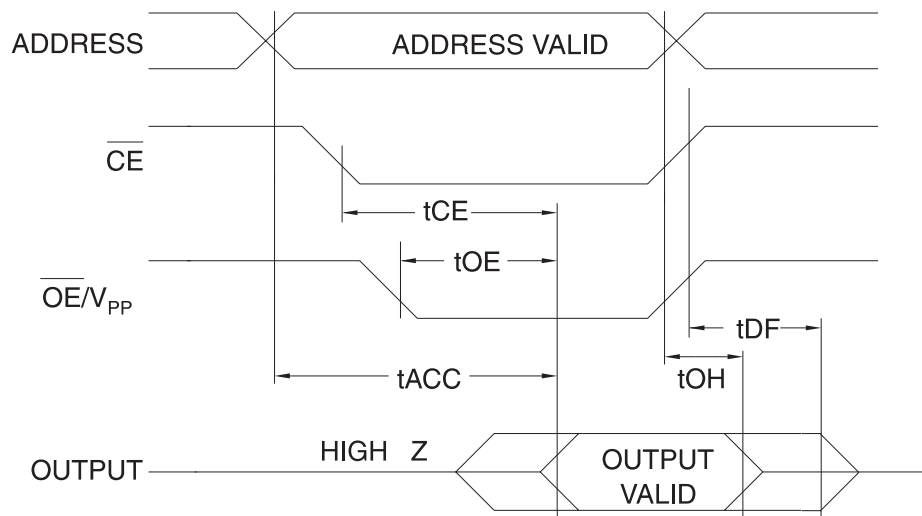 ADDRESS
ADDRESS VALID
CE
tCE
tOE
OE/VPP
tDF
tACC
tOH
HIGH Z
OUTPUT
OUTPUT
VALID